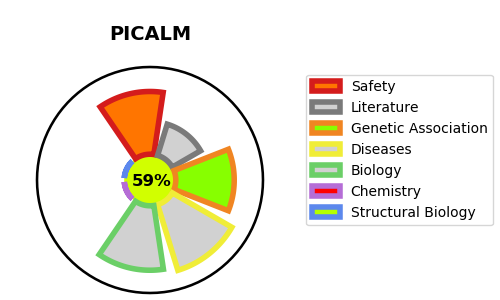 PICALM
59%
Safety
Literature
Genetic Association
Diseases
Biology
Chemistry
Structural Biology